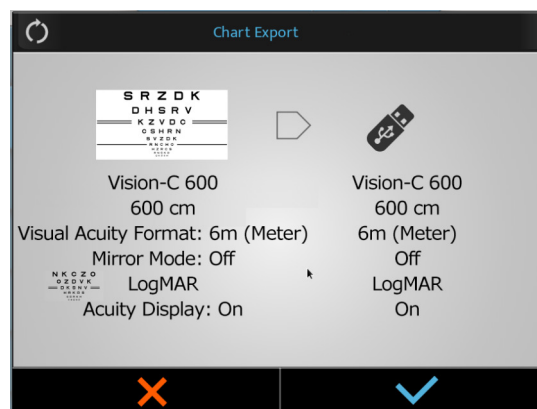 Chart Export
S R Z D K
D H S R V
K Z V D C
C S H R N
S V Z D K
Vision-C 600
600 cm
Visual Acuity Format: 6m (Meter)
Mirror Mode: Off
N K C Z O
O Z D V K
D K S N V
LogMAR
Acuity Display: On
Vision-C 600
600 cm
6m (Meter)
Off
LogMAR
On